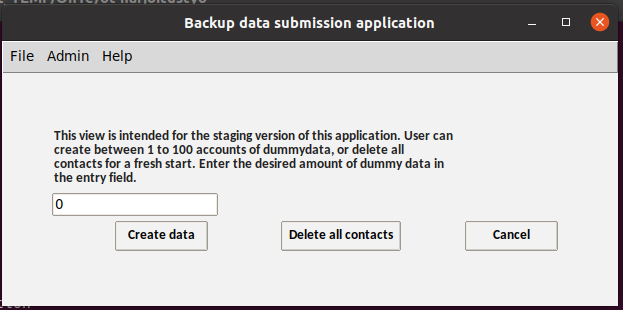 Backup data submission application
File Admin Help
This view is intended for the staging version of this application. User can
create between 1 to 100 accounts of dummydata, or delete all
contacts for a fresh start. Enter the desired amount of dummy data in
the entry field.
0
Create data Delete all contacts Cancel